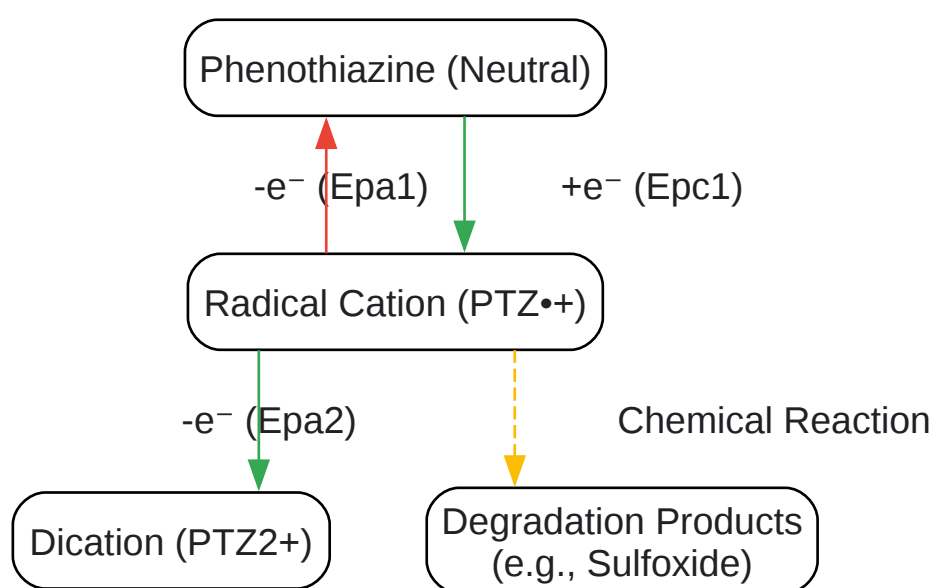 Phenothiazine (Neutral)
-e⁻ (Epa1)
+e⁻ (Epc1)
Radical Cation (PTZ•+)
-e⁻ (Epa2)
Chemical Reaction
Dication (PTZ2+)
Degradation Products
(e.g., Sulfoxide)